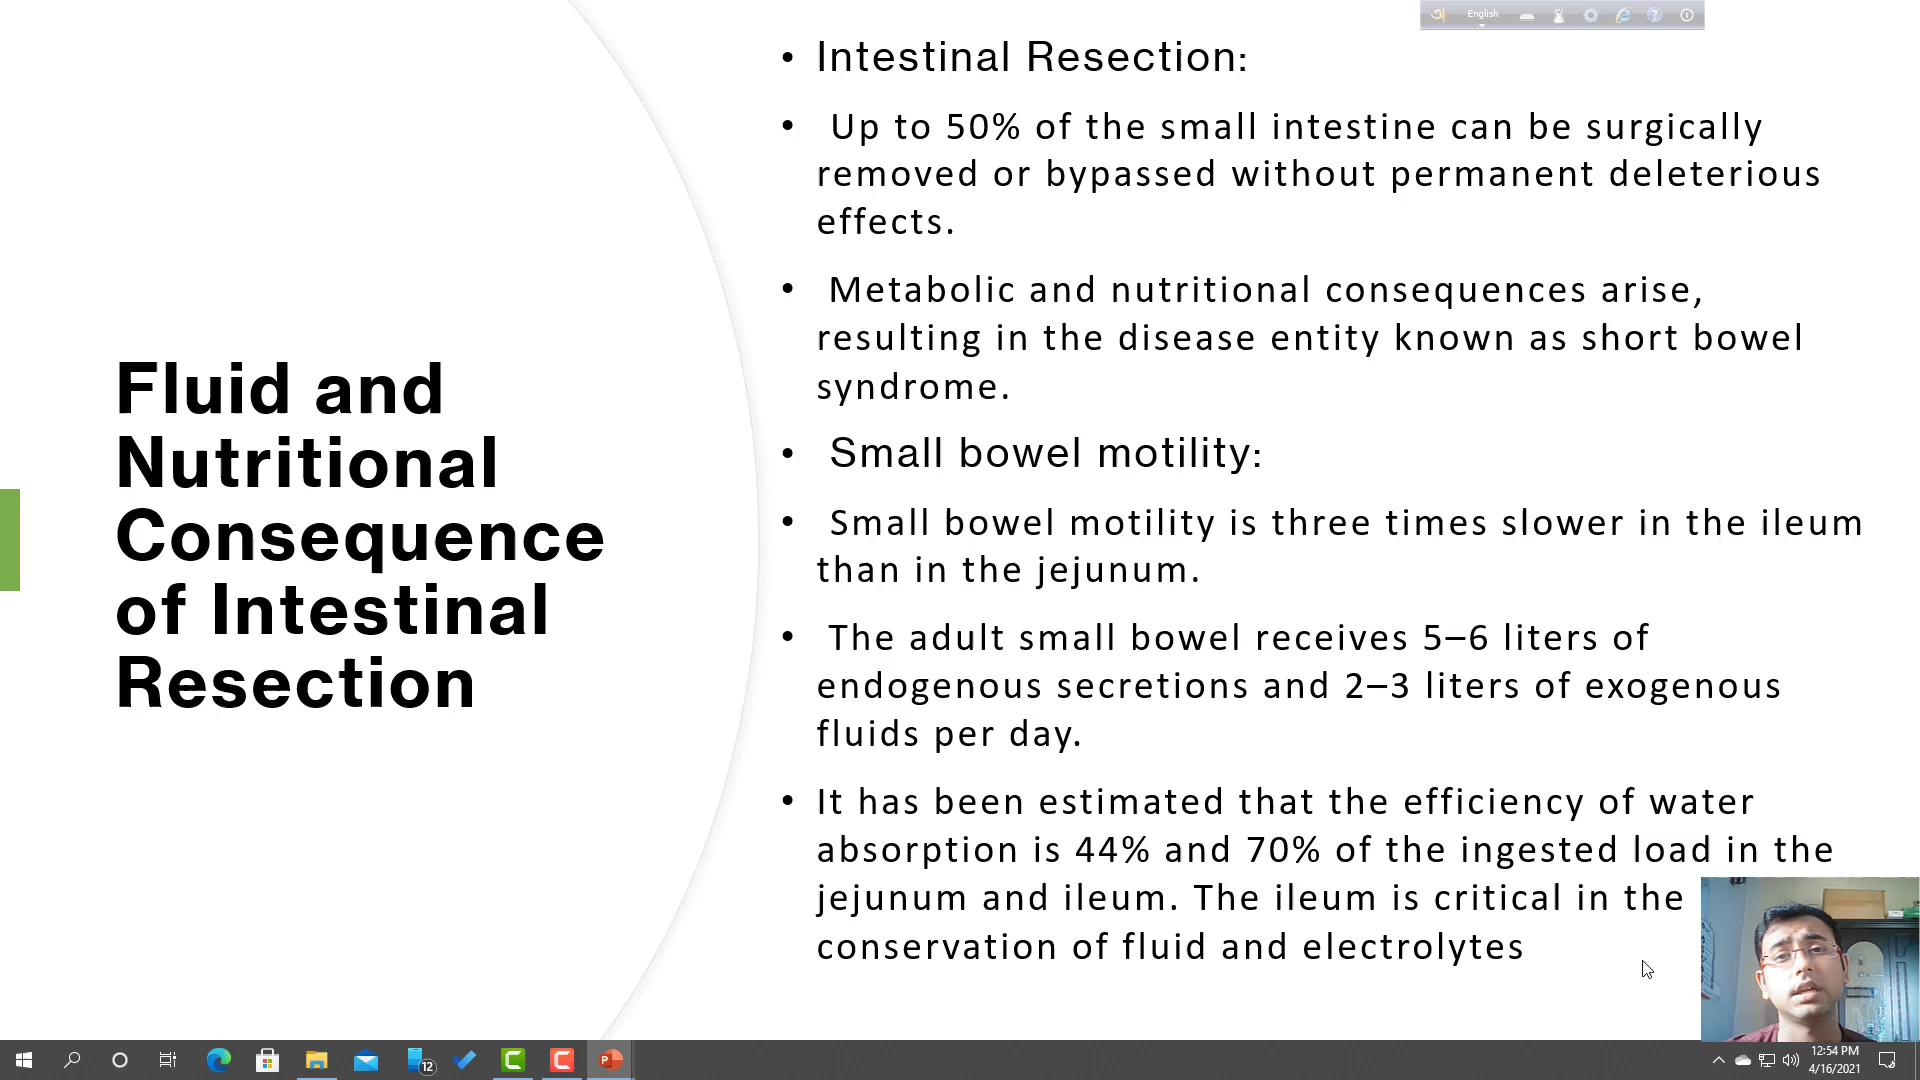 English
• Intestinal Resection:
• Up to 50% of the small intestine can be surgically
removed or bypassed without permanent deleterious
effects.
• Metabolic and nutritional consequences arise,
resulting in the disease entity known as short bowel
syndrome.
• Small bowel motility:
• Small bowel motility is three times slower in the ileum
than in the jejunum.
• The adult small bowel receives 5–6 liters of
endogenous secretions and 2–3 liters of exogenous
fluids per day.
• It has been estimated that the efficiency of water
absorption is 44% and 70% of the ingested load in the
jejunum and ileum. The ileum is critical in the
conservation of fluid and electrolytes
Fluid and
Nutritional
Consequence
of Intestinal
Resection
12
12:54 PM
4/16/2021